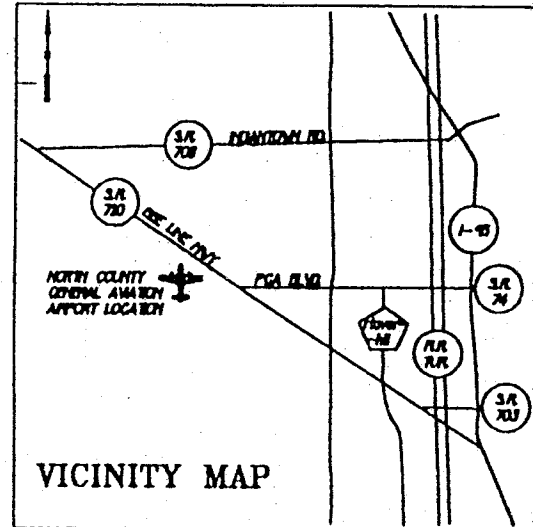 S.R.
708
INDIANTOWN RD.
S.R.
710
BEE LINE HWY
I-95
NORTH COUNTY
GENERAL AVIATION
AIRPORT LOCATION
PGA BLVD
S.R.
74
S.R.
703
VICINITY MAP